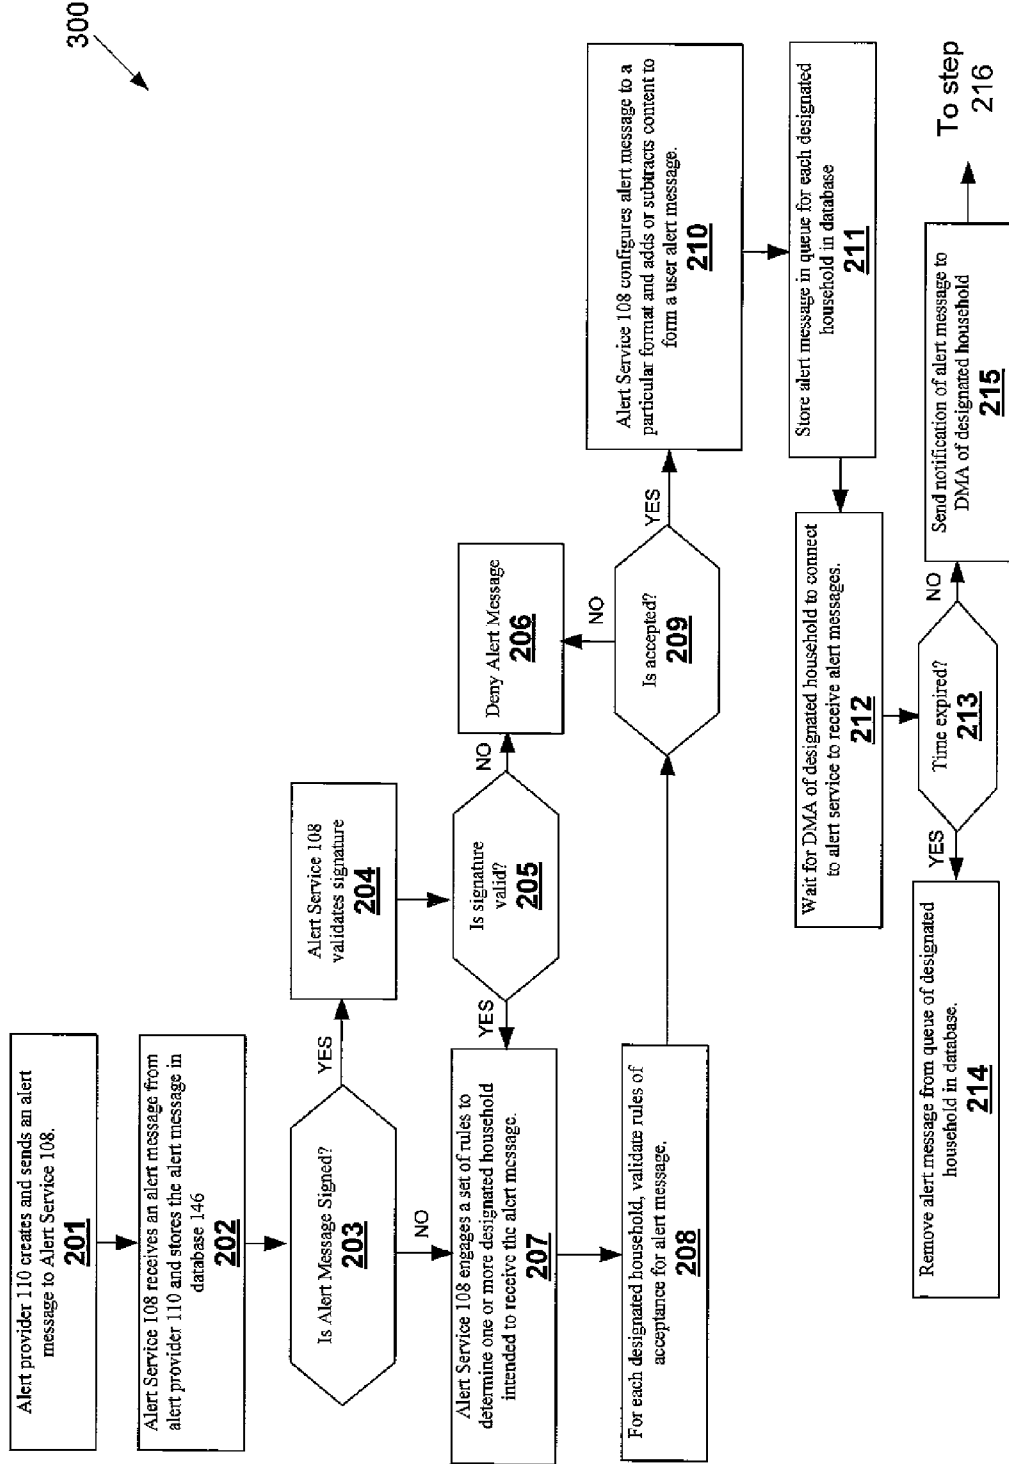 300
Alert provider 110 creates and sends an alert
message to Alert Service 108.
201
Alert Service 108 receives an alert message from
alert provider 110 and stores the alert message in
database 146
202
Is Alert Message Signed?
203
YES
NO
Alert Service 108
validates signature
204
Is signature
valid?
205
YES
NO
Deny Alert Message
206
Alert Service 108 engages a set of rules to
determine one or more designated household
intended to receive the alert message.
207
For each designated household, validate rules of
acceptance for alert message.
208
Is accepted?
209
NO
YES
Alert Service 108 configures alert message to a
particular format and adds or subtracts content to
form a user alert message.
210
Store alert message in queue for each designated
household in database
211
Wait for DMA of designated household to connect
to alert service to receive alert messages.
212
Time expired?
213
YES
NO
Remove alert message from queue of designated
household in database.
214
Send notification of alert message to
DMA of designated household
215
To step
216